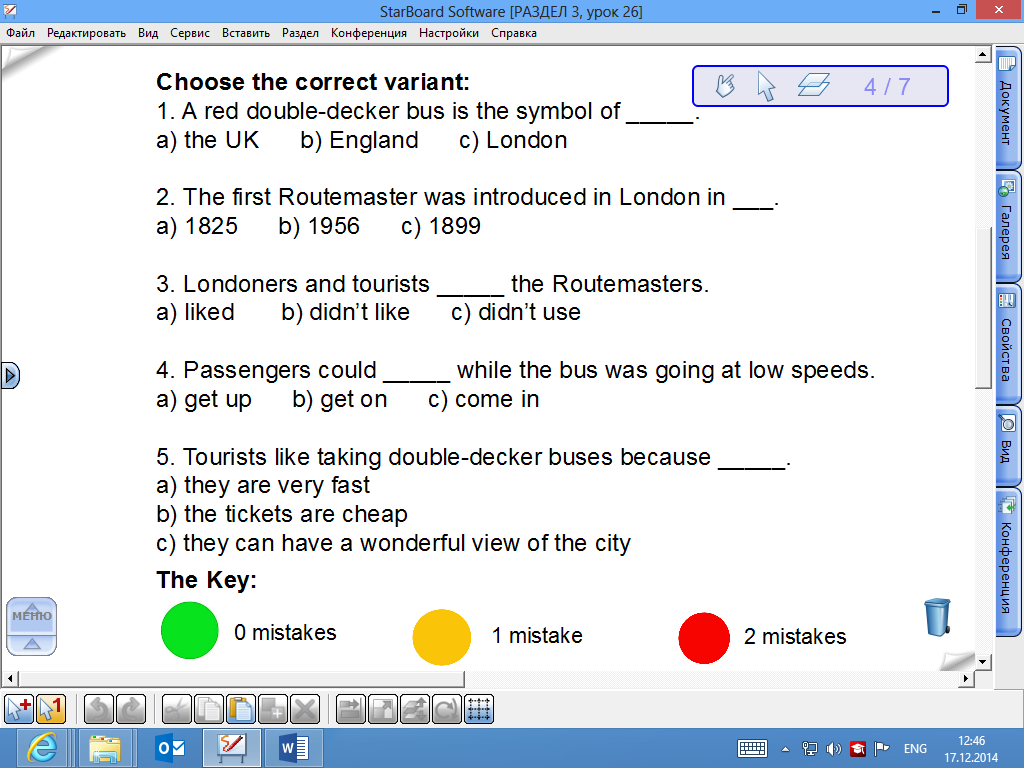 StarBoard Software [РАЗДЕЛ 3, урок 26]
Файл Редактировать Вид Сервис Вставить Раздел Конференция Настройки Справка
4 / 7
Choose the correct variant:
1. A red double-decker bus is the symbol of _____.
a) the UK b) England c) London
2. The first Routemaster was introduced in London in ___.
a) 1825 b) 1956 c) 1899
3. Londoners and tourists _____ the Routemasters.
a) liked b) didn’t like c) didn’t use
4. Passengers could _____ while the bus was going at low speeds.
a) get up b) get on c) come in
5. Tourists like taking double-decker buses because _____.
a) they are very fast
b) the tickets are cheap
c) they can have a wonderful view of the city
The Key:
0 mistakes 1 mistake 2 mistakes
МЕНЮ
Документ
Галерея
Свойства
Вид
Конференция
1
ENG
12:46
17.12.2014